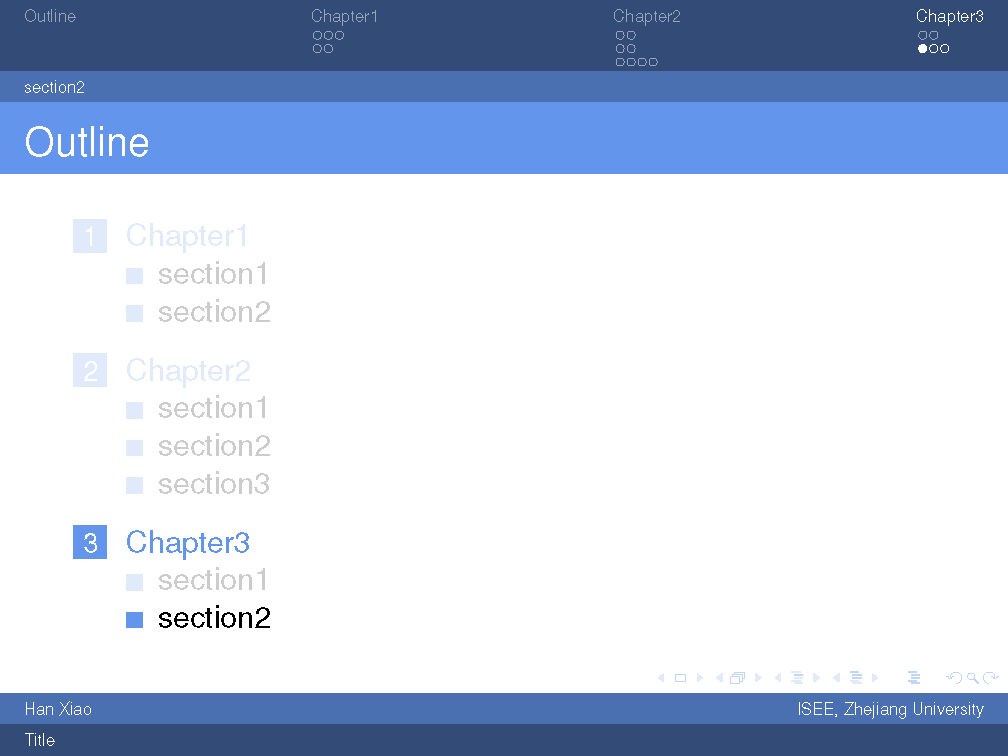 Outline Chapter1 Chapter2 Chapter3
section2
Outline
1 Chapter1
section1
section2
2 Chapter2
section1
section2
section3
3 Chapter3
section1
section2
Han Xiao ISEE, Zhejiang University
Title